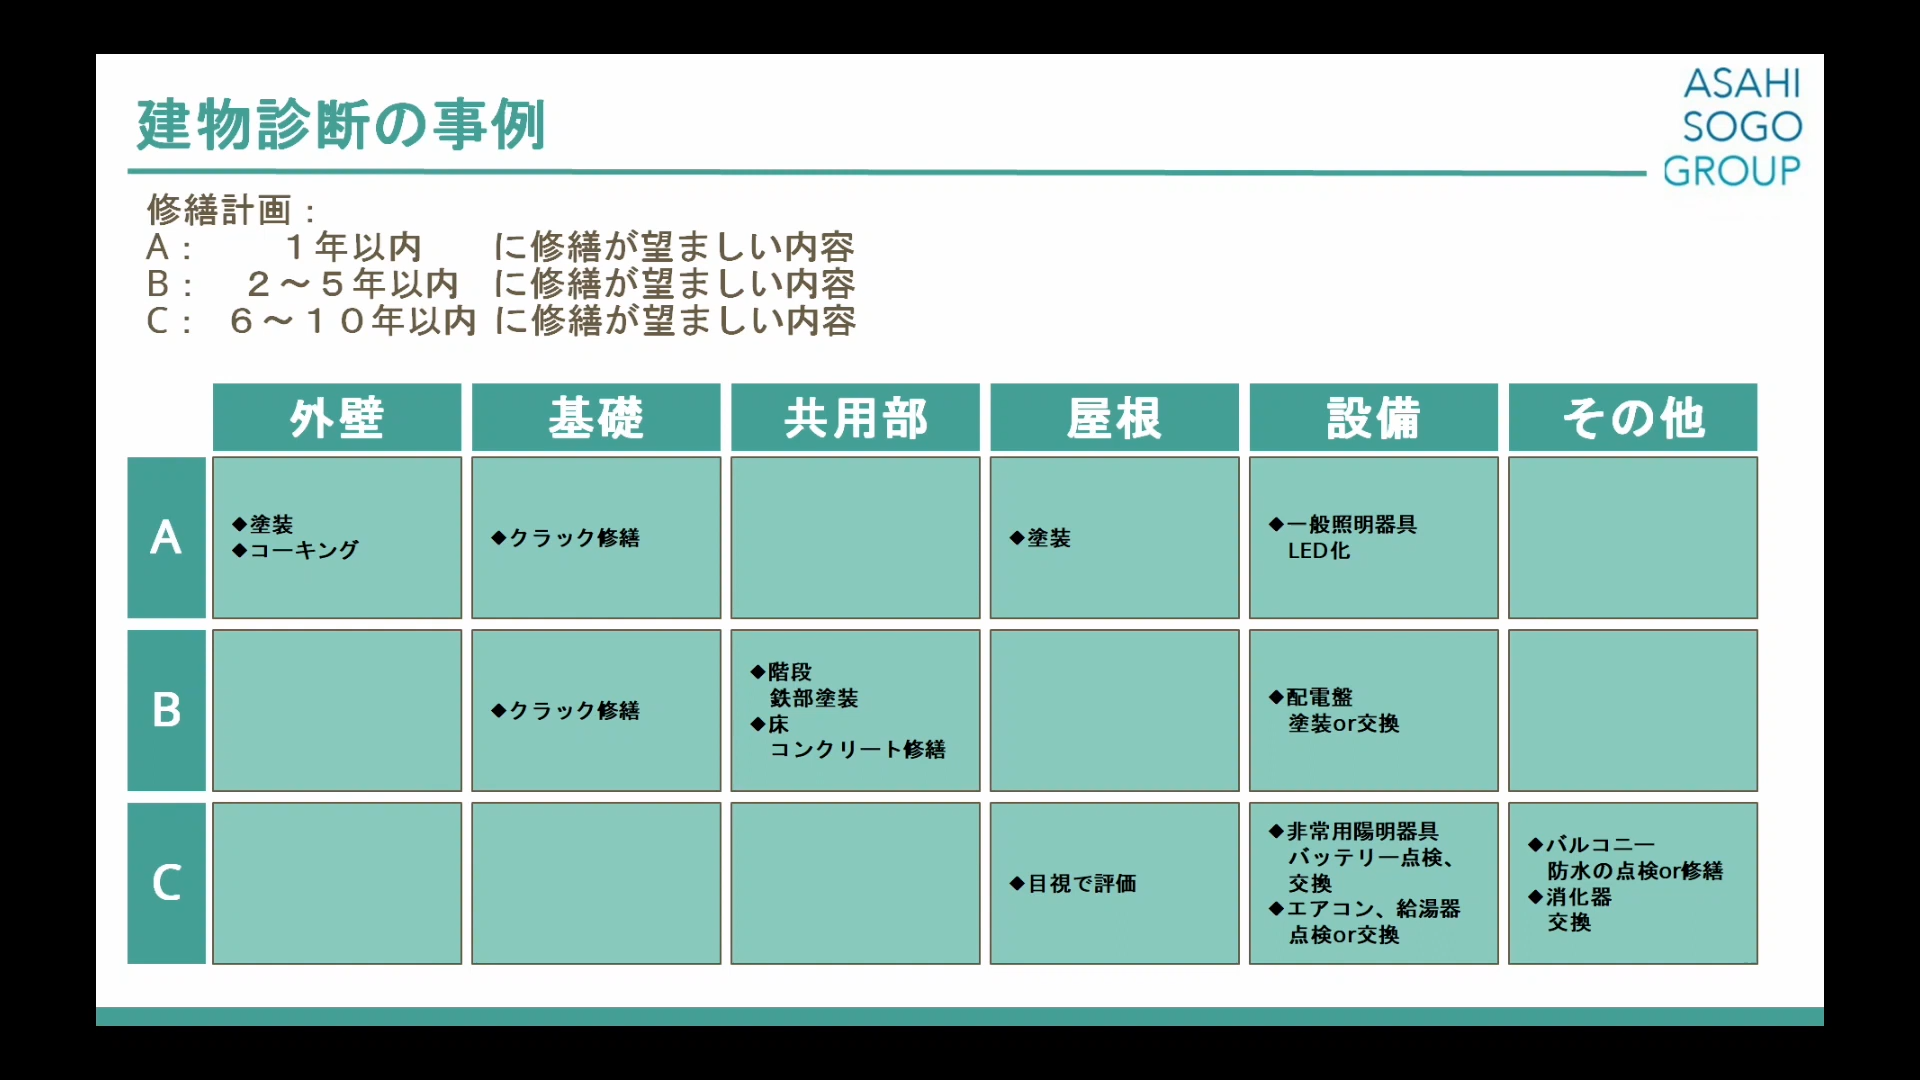 建物診断の事例
ASAHI
SOGO
GROUP
修繕計画：
A： １年以内 に修繕が望ましい内容
B： ２～５年以内 に修繕が望ましい内容
C： ６～１０年以内 に修繕が望ましい内容
外壁 基礎 共用部 屋根 設備 その他
A
◆塗装
◆コーキング
◆クラック修繕
◆塗装
◆一般照明器具
LED化
B
◆クラック修繕
◆階段
鉄部塗装
◆床
コンクリート修繕
◆配電盤
塗装or交換
C
◆目視で評価
◆非常用陽明器具
バッテリー点検、
交換
◆エアコン、給湯器
点検or交換
◆バルコニー
防水の点検or修繕
◆消化器
交換